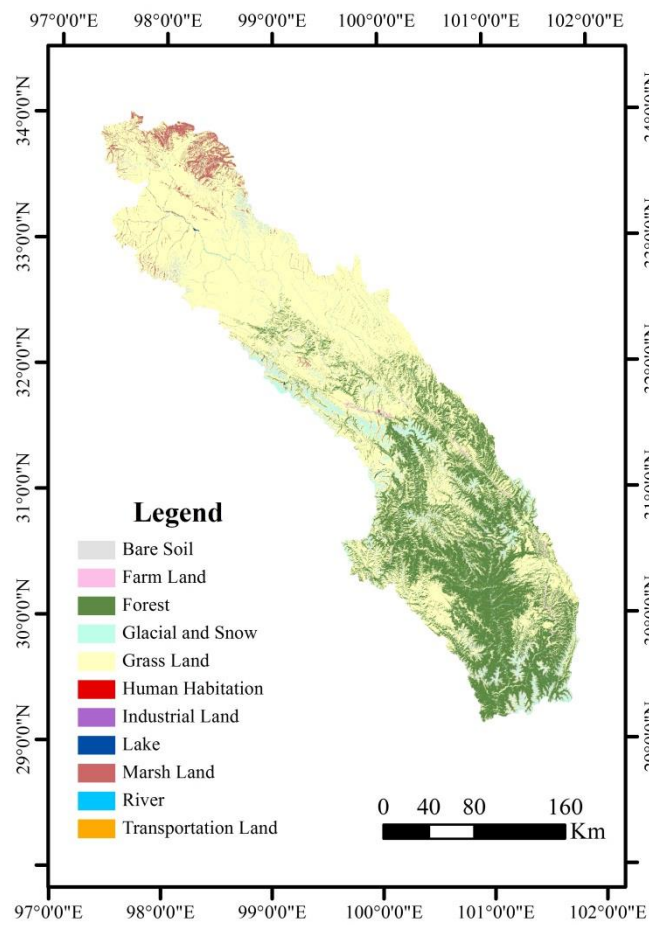 97°0'0"E 98°0'0"E 99°0'0"E 100°0'0"E 101°0'0"E 102°0'0"E
34°0'0"N
33°0'0"N
32°0'0"N
31°0'0"N
30°0'0"N
29°0'0"N
Legend
Bare Soil
Farm Land
Forest
Glacial and Snow
Grass Land
Human Habitation
Industrial Land
Lake
Marsh Land
River
Transportation Land
0 40 80 160
Km
97°0'0"E 98°0'0"E 99°0'0"E 100°0'0"E 101°0'0"E 102°0'0"E